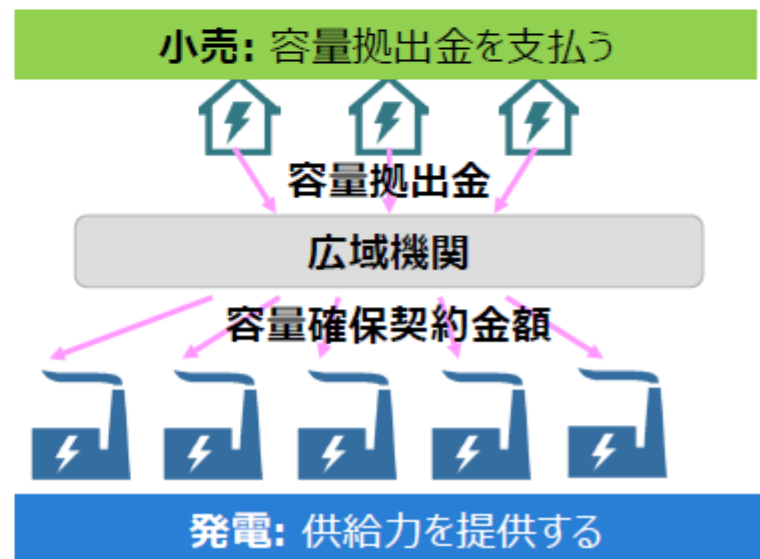 小売: 容量拠出金を支払う
容量拠出金
広域機関
容量確保契約金額
発電: 供給力を提供する